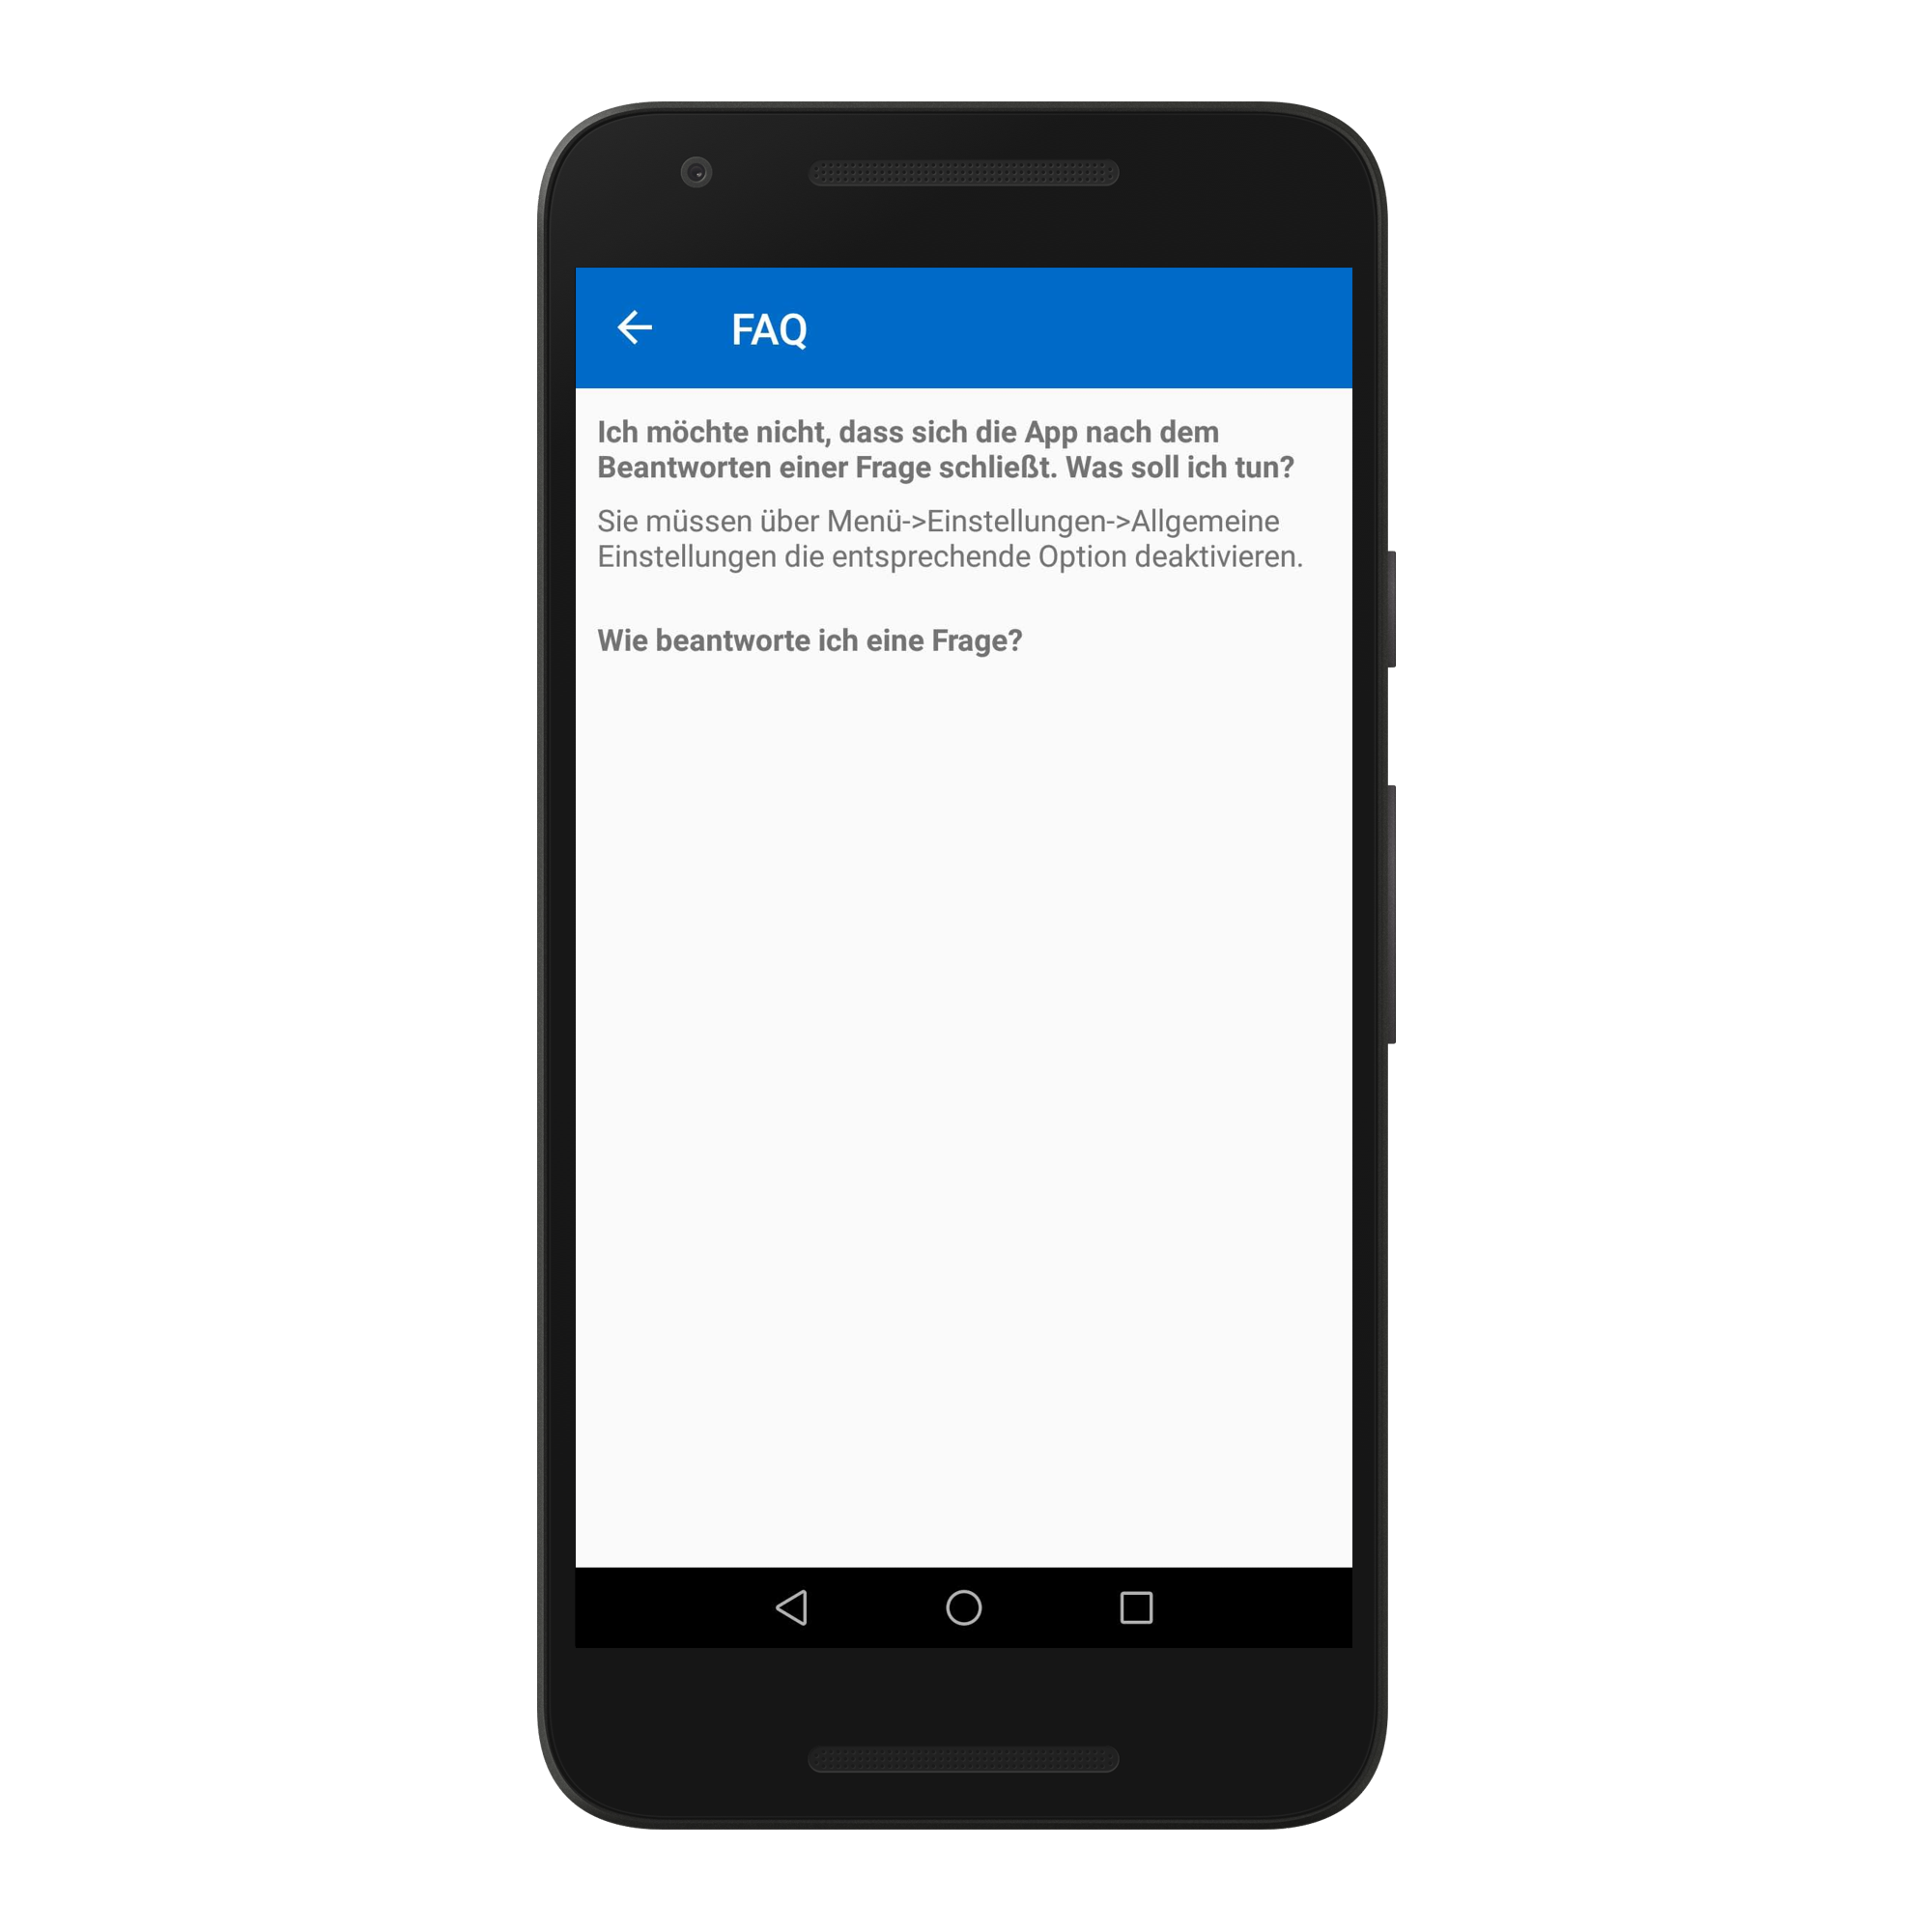 FAQ
Ich möchte nicht, dass sich die App nach dem
Beantworten einer Frage schließt. Was soll ich tun?
Sie müssen über Menü->Einstellungen->Allgemeine
Einstellungen die entsprechende Option deaktivieren.
Wie beantworte ich eine Frage?